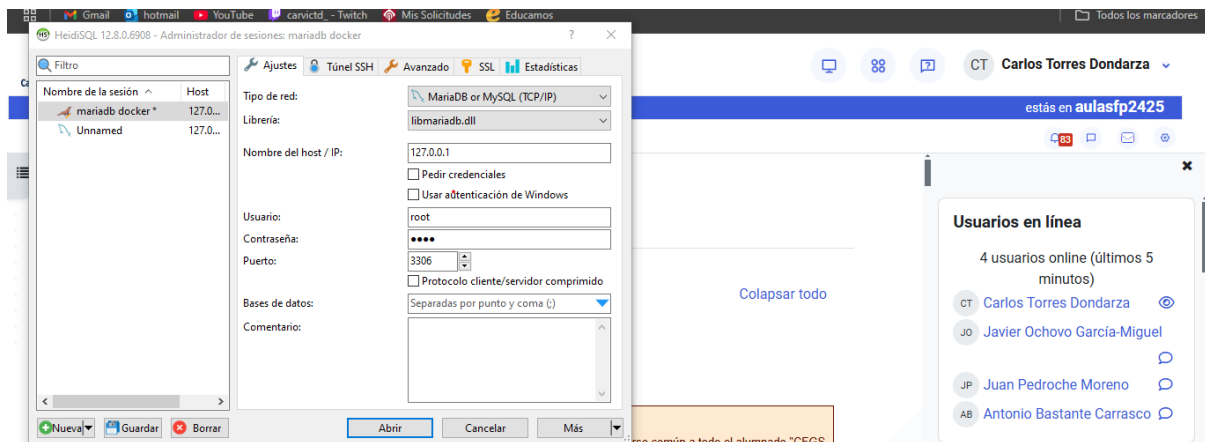 Gmail hotmail YouTube carvictd_ - Twitch Mis Solicitudes Educamos Todos los marcadores
HeidiSQL 12.8.0.6908 - Administrador de sesiones: mariadb docker ? ×
Filtro
Nombre de la sesión Host
mariadb docker * 127.0...
Unnamed 127.0...
Ajustes Túnel SSH Avanzado SSL Estadísticas
Tipo de red: MariaDB or MySQL (TCP/IP)
Librería: libmariadb.dll
Nombre del host / IP: 127.0.0.1
Pedir credenciales
Usar autenticación de Windows
Usuario: root
Contraseña: ●●●●
Puerto: 3306
Protocolo cliente/servidor comprimido
Bases de datos: Separadas por punto y coma (;)
Comentario:
Nueva Guardar Borrar Abrir Cancelar Más
CT Carlos Torres Dondarza
estás en aulasfp2425
83
Colapsar todo
Usuarios en línea
4 usuarios online (últimos 5
minutos)
CT Carlos Torres Dondarza
JO Javier Ochovo García-Miguel
JP Juan Pedroche Moreno
AB Antonio Bastante Carrasco